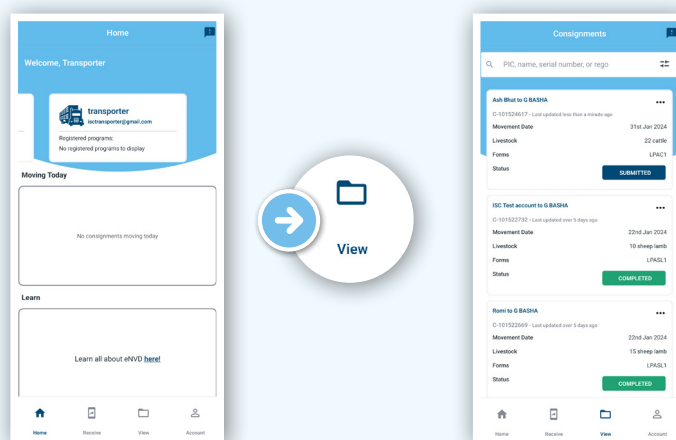 Home
Welcome, Transporter
transporter
isctransporter@gmail.com
Registered programs:
No registered programs to display
Moving Today
No consignments moving today
Learn
Learn all about eNVD here!
Home
Receive
View
Account
View
Consignments
PIC, name, serial number, or rego
Ash Bhat to G BASHA
C-101524617 - Last updated less than a minute ago
Movement Date
31st Jan 2024
Livestock
22 cattle
Forms
LPAC1
Status
SUBMITTED
ISC Test account to G BASHA
C-101522732 - Last updated over 5 days ago
Movement Date
22nd Jan 2024
Livestock
10 sheep lamb
Forms
LPASL1
Status
COMPLETED
Romi to G BASHA
C-101522669 - Last updated over 5 days ago
Movement Date
22nd Jan 2024
Livestock
15 sheep lamb
Forms
LPASL1
Status
COMPLETED
Home
Receive
View
Account